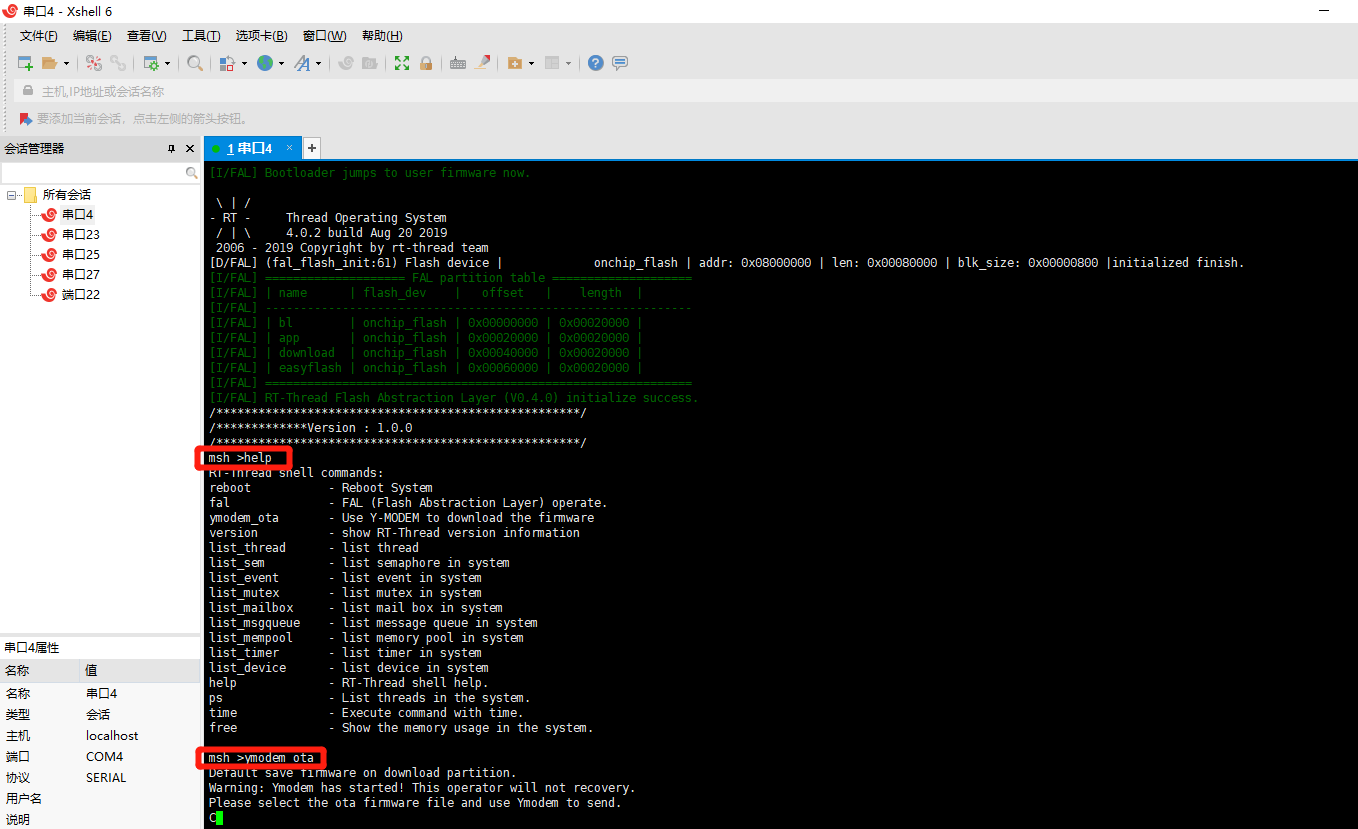 串口4 - Xshell 6
文件(F) 编辑(E) 查看(V) 工具(T) 选项卡(B) 窗口(W) 帮助(H)
主机,IP地址或会话名称
要添加当前会话，点击左侧的箭头按钮。
会话管理器
所有会话
串口4
串口23
串口25
串口27
端口22
串口4属性
名称 值
名称 串口4
类型 会话
主机 localhost
端口 COM4
协议 SERIAL
用户名
说明
1 串口4 × +
[I/FAL] Bootloader jumps to user firmware now.
\ | /
- RT -     Thread Operating System
/ | \     4.0.2 build Aug 20 2019
2006 - 2019 Copyright by rt-thread team
[D/FAL] (fal_flash_init:61) Flash device |             onchip_flash | addr: 0x08000000 | len: 0x00080000 | blk_size: 0x00000800 |initialized finish.
[I/FAL] ==================== FAL partition table ====================
[I/FAL] | name      | flash_dev    |   offset   |    length  |
[I/FAL] -------------------------------------------------------------
[I/FAL] | bl        | onchip_flash | 0x00000000 | 0x00020000 |
[I/FAL] | app       | onchip_flash | 0x00020000 | 0x00020000 |
[I/FAL] | download  | onchip_flash | 0x00040000 | 0x00020000 |
[I/FAL] | easyflash | onchip_flash | 0x00060000 | 0x00020000 |
[I/FAL] =============================================================
[I/FAL] RT-Thread Flash Abstraction Layer (V0.4.0) initialize success.
/****************************************************/
/*************Version : 1.0.0
/****************************************************/
msh >help
RT-Thread shell commands:
reboot           - Reboot System
fal              - FAL (Flash Abstraction Layer) operate.
ymodem_ota       - Use Y-MODEM to download the firmware
version          - show RT-Thread version information
list_thread      - list thread
list_sem         - list semaphore in system
list_event       - list event in system
list_mutex       - list mutex in system
list_mailbox     - list mail box in system
list_msgqueue    - list message queue in system
list_mempool     - list memory pool in system
list_timer       - list timer in system
list_device      - list device in system
help             - RT-Thread shell help.
ps               - List threads in the system.
time             - Execute command with time.
free             - Show the memory usage in the system.
msh >ymodem_ota
Default save firmware on download partition.
Warning: Ymodem has started! This operator will not recovery.
Please select the ota firmware file and use Ymodem to send.
C